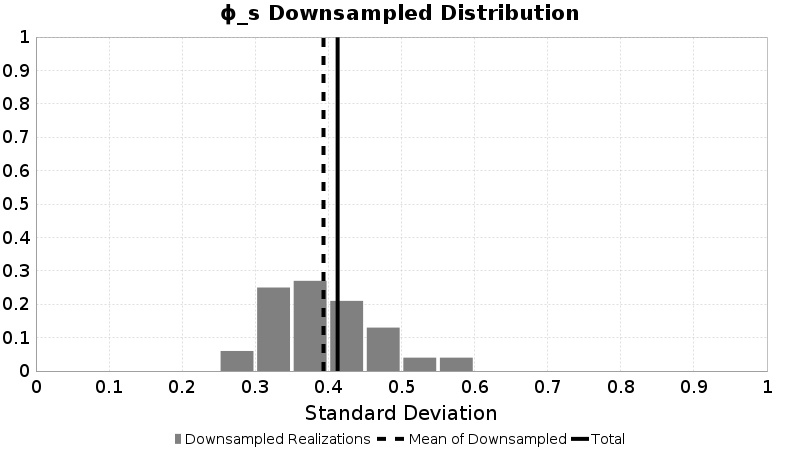 ϕ_s Downsampled Distribution
1
0.9
0.8
0.7
0.6
0.5
0.4
0.3
0.2
0.1
0
0 0.1 0.2 0.3 0.4 0.5 0.6 0.7 0.8 0.9 1
Standard Deviation
Downsampled Realizations Mean of Downsampled Total